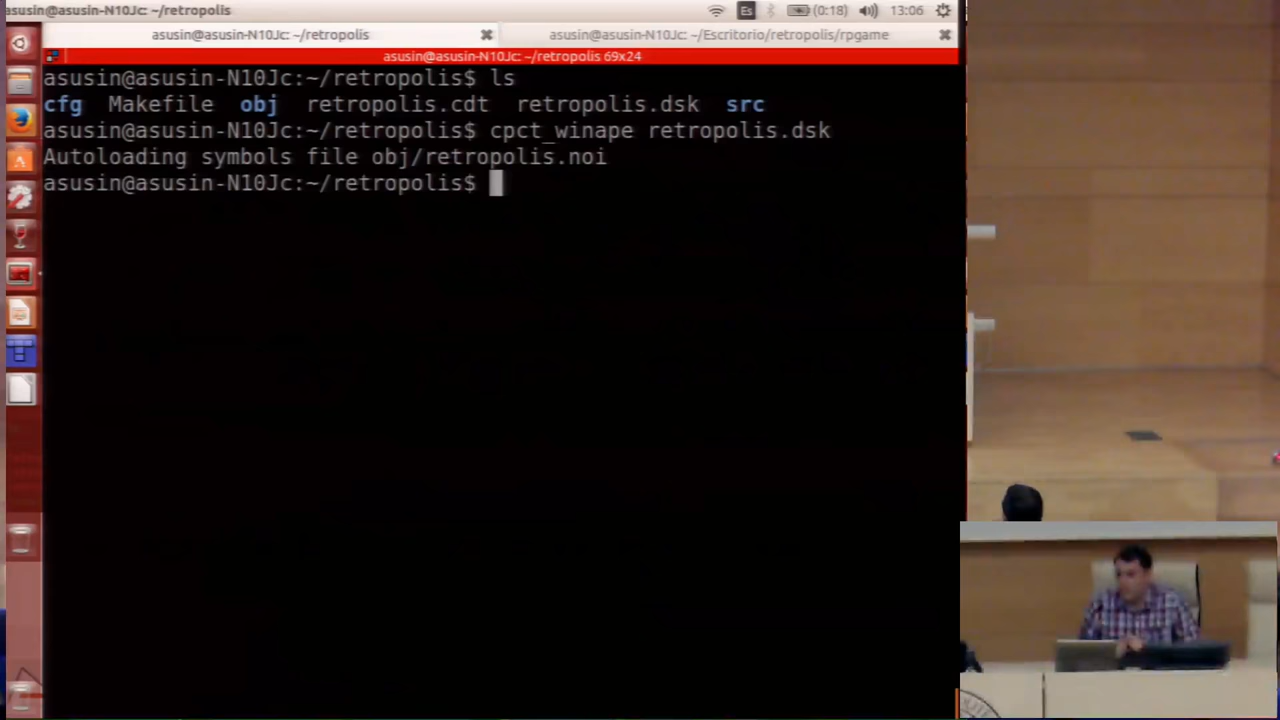 asusin@asusin-N10Jc: ~/retropolis
Es
(0:18)
13:06
asusin@asusin-N10Jc: ~/retropolis
asusin@asusin-N10Jc: ~/Escritorio/retropolis/rpgame
asusin@asusin-N10Jc: ~/retropolis 69x24
asusin@asusin-N10Jc:~/retropolis$ ls
cfg Makefile obj retropolis.cdt retropolis.dsk src
asusin@asusin-N10Jc:~/retropolis$ cpct_winape retropolis.dsk
Autoloading symbols file obj/retropolis.noi
asusin@asusin-N10Jc:~/retropolis$